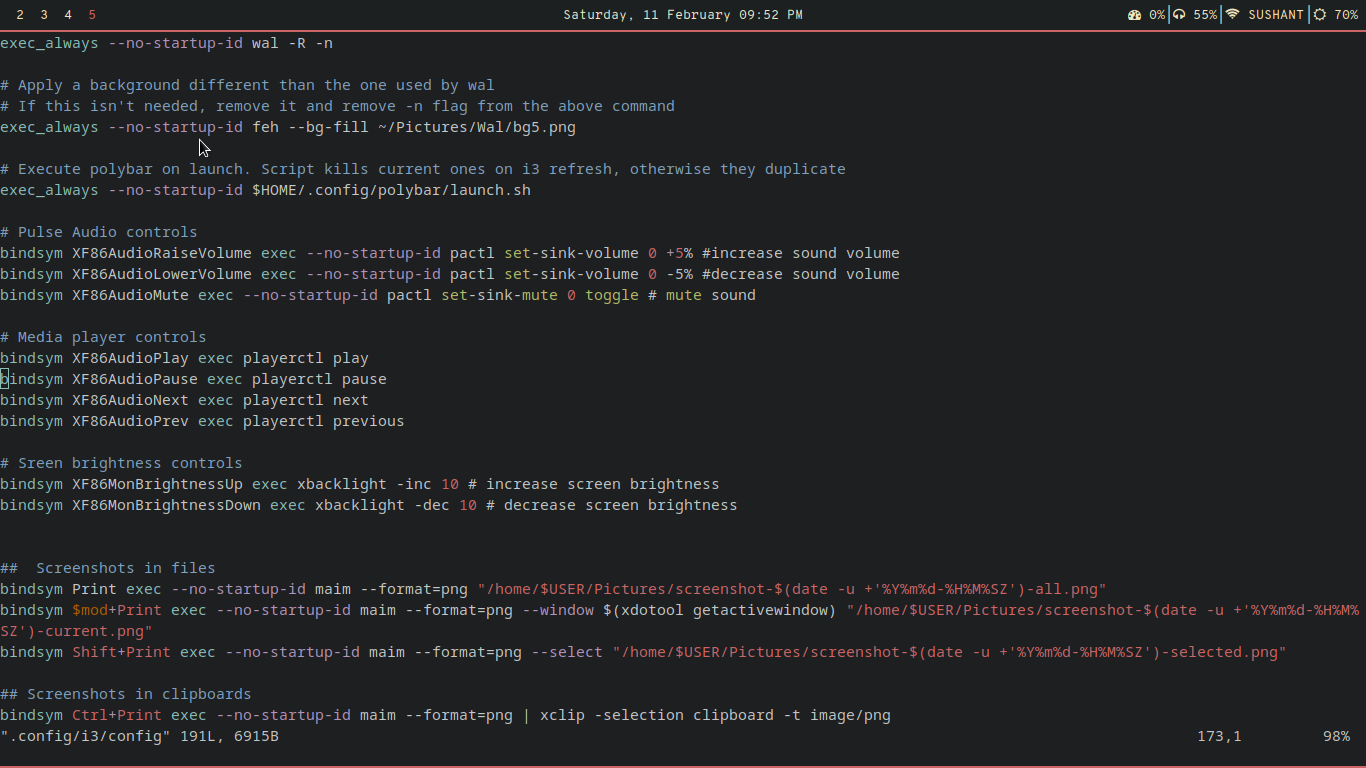 2 3 4 5 Saturday, 11 February 09:52 PM 0% 55% SUSHANT 70%
exec_always --no-startup-id wal -R -n
# Apply a background different than the one used by wal
# If this isn't needed, remove it and remove -n flag from the above command
exec_always --no-startup-id feh --bg-fill ~/Pictures/Wal/bg5.png
# Execute polybar on launch. Script kills current ones on i3 refresh, otherwise they duplicate
exec_always --no-startup-id $HOME/.config/polybar/launch.sh
# Pulse Audio controls
bindsym XF86AudioRaiseVolume exec --no-startup-id pactl set-sink-volume 0 +5% #increase sound volume
bindsym XF86AudioLowerVolume exec --no-startup-id pactl set-sink-volume 0 -5% #decrease sound volume
bindsym XF86AudioMute exec --no-startup-id pactl set-sink-mute 0 toggle # mute sound
# Media player controls
bindsym XF86AudioPlay exec playerctl play
bindsym XF86AudioPause exec playerctl pause
bindsym XF86AudioNext exec playerctl next
bindsym XF86AudioPrev exec playerctl previous
# Sreen brightness controls
bindsym XF86MonBrightnessUp exec xbacklight -inc 10 # increase screen brightness
bindsym XF86MonBrightnessDown exec xbacklight -dec 10 # decrease screen brightness
##  Screenshots in files
bindsym Print exec --no-startup-id maim --format=png "/home/$USER/Pictures/screenshot-$(date -u +'%Y%m%d-%H%M%SZ')-all.png"
bindsym $mod+Print exec --no-startup-id maim --format=png --window $(xdotool getactivewindow) "/home/$USER/Pictures/screenshot-$(date -u +'%Y%m%d-%H%M%
SZ')-current.png"
bindsym Shift+Print exec --no-startup-id maim --format=png --select "/home/$USER/Pictures/screenshot-$(date -u +'%Y%m%d-%H%M%SZ')-selected.png"
## Screenshots in clipboards
bindsym Ctrl+Print exec --no-startup-id maim --format=png | xclip -selection clipboard -t image/png
".config/i3/config" 191L, 6915B 173,1 98%